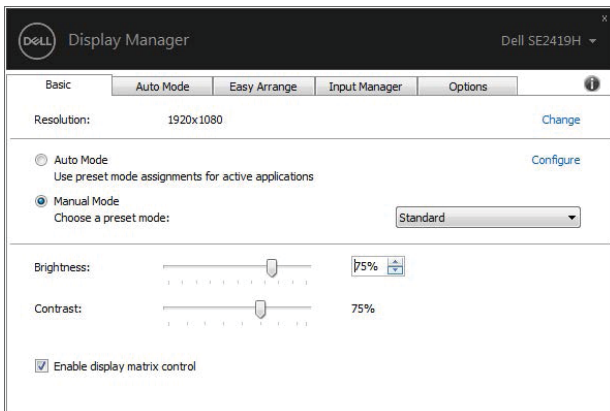 DELL Display Manager Dell SE2419H
x
Basic Auto Mode Easy Arrange Input Manager Options i
Resolution: 1920x1080 Change
Auto Mode Configure
Use preset mode assignments for active applications
Manual Mode
Choose a preset mode: Standard
Brightness: 75%
Contrast: 75%
Enable display matrix control